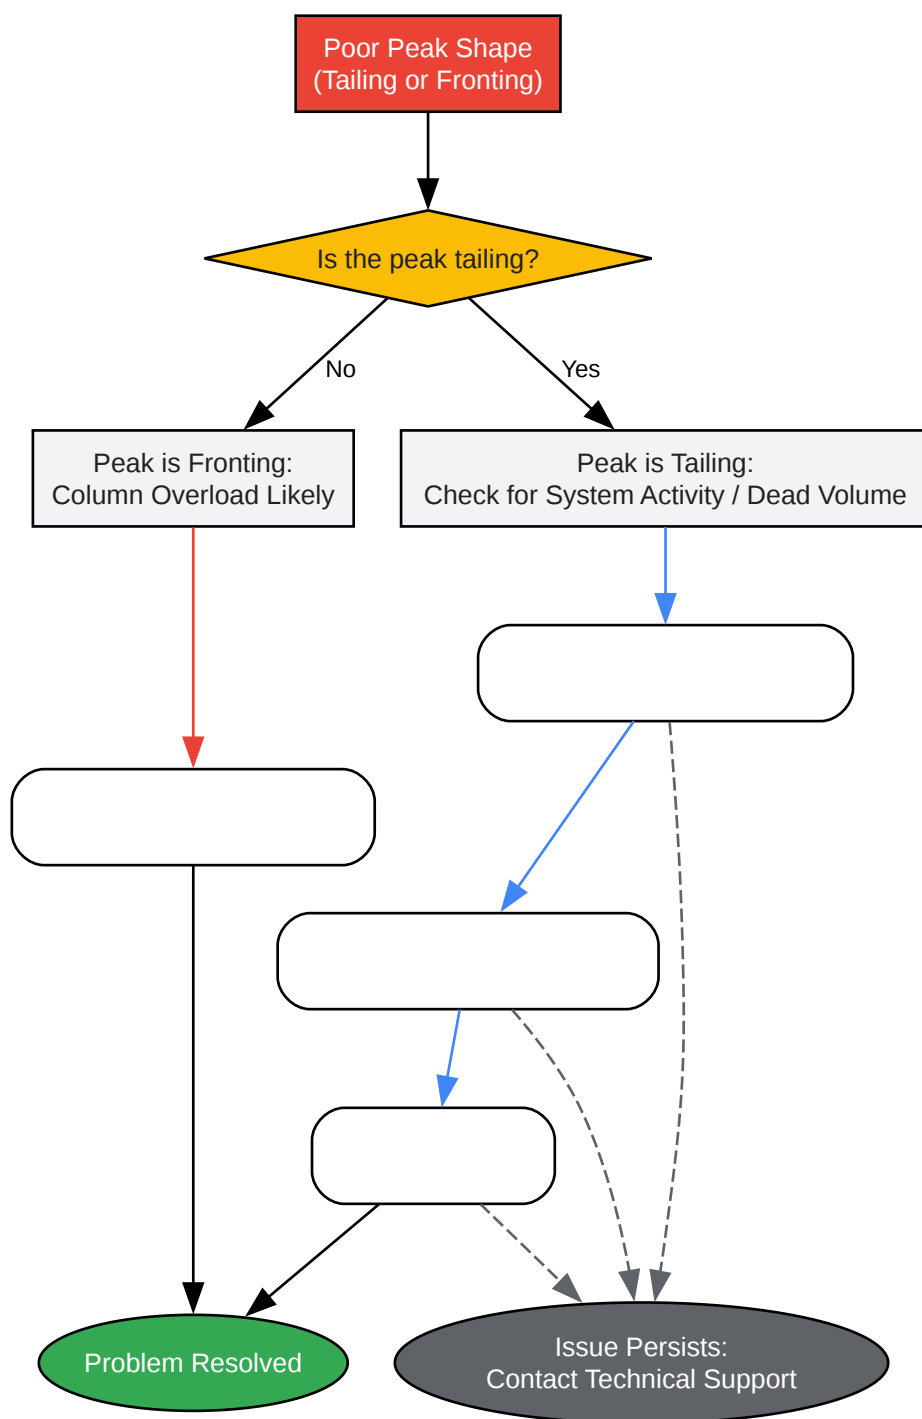 Poor Peak Shape
(Tailing or Fronting)
Is the peak tailing?
No
Yes
Peak is Fronting:
Column Overload Likely
Peak is Tailing:
Check for System Activity / Dead Volume
Problem Resolved
Issue Persists:
Contact Technical Support